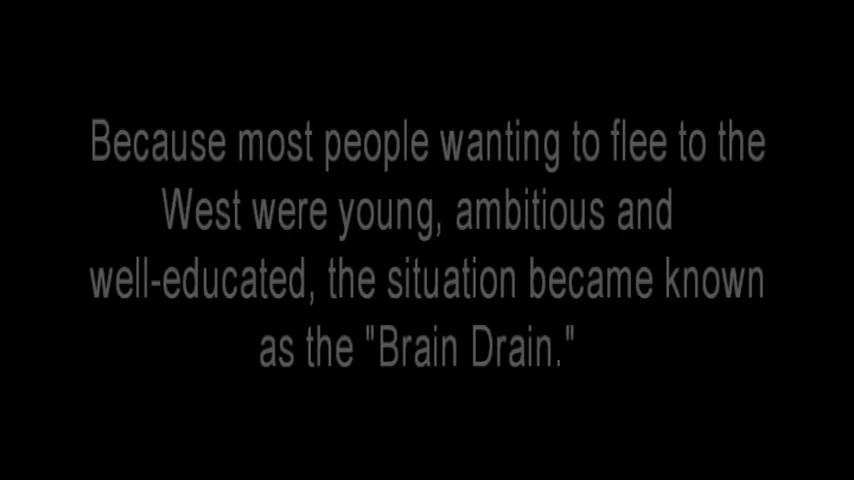 Because most people wanting to flee to the
West were young, ambitious and
well-educated, the situation became known
as the "Brain Drain."